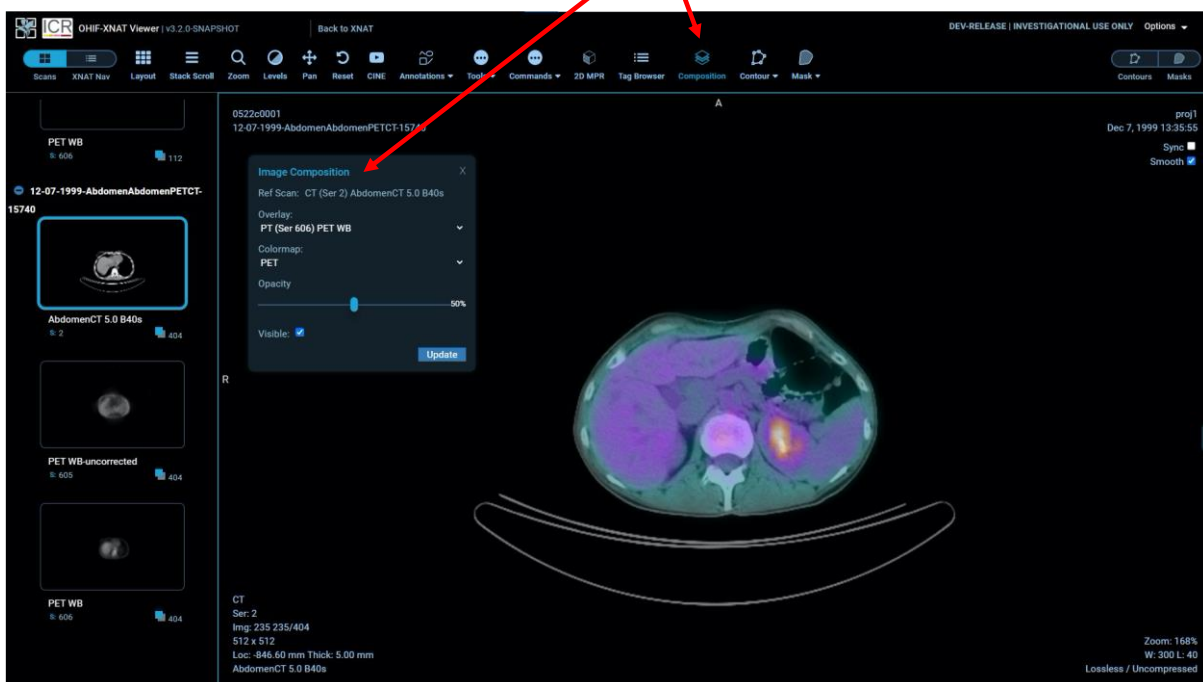 ICR OHIF-XNAT Viewer | v3.2.0-SNAPSHOT Back to XNAT DEV-RELEASE | INVESTIGATIONAL USE ONLY Options
Scans XNAT Nav Layout Stack Scroll Zoom Levels Pan Reset CINE Annotations Tools Commands 2D MPR Tag Browser Composition Contour Mask Contours Masks
PET WB
S: 606 112
12-07-1999-AbdomenAbdomenPETCT-
15740
AbdomenCT 5.0 B40s
S: 2 404
PET WB-uncorrected
S: 605 404
PET WB
S: 606 404
0522c0001
12-07-1999-AbdomenAbdomenPETCT-15740
A
proj1
Dec 7, 1999 13:35:55
Sync
Smooth
Image Composition X
Ref Scan: CT (Ser 2) AbdomenCT 5.0 B40s
Overlay:
PT (Ser 606) PET WB
Colormap:
PET
Opacity
50%
Visible:
Update
R
CT
Ser: 2
Img: 235 235/404
512 x 512
Loc: -846.60 mm Thick: 5.00 mm
AbdomenCT 5.0 B40s
Zoom: 168%
W: 300 L: 40
Lossless / Uncompressed